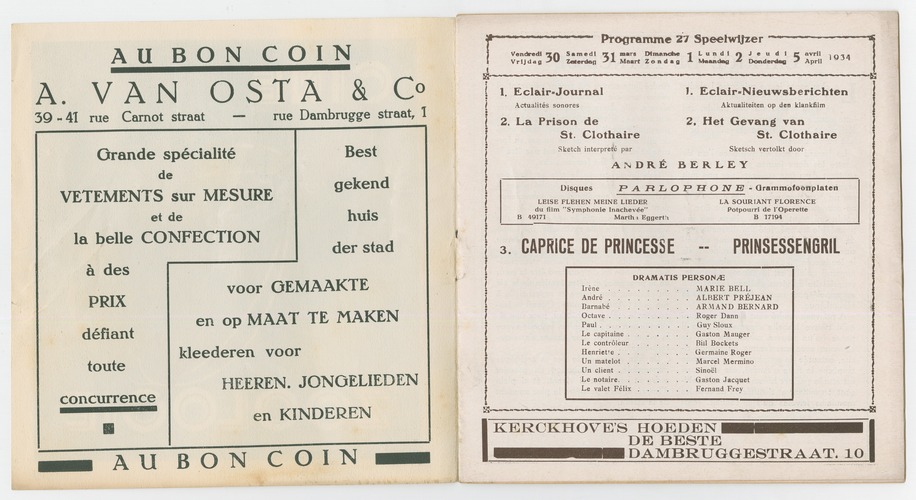 AU BON COIN
A. VAN OSTA & Co
39-41 rue Carnot straat — rue Dambrugge straat, 1
Grande spécialité
de
VETEMENTS sur MESURE
et de
la belle CONFECTION
à des
PRIX
défiant
toute
concurrence
Best
gekend
huis
der stad
voor GEMAAKTE
en op MAAT TE MAKEN
kleederen voor
HEEREN. JONGELIEDEN
en KINDEREN
AU BON COIN
Programme 27 Speelwijzer
Vendredi Vrijdag 30 Samedi Zaterdag 31 mars Maart Dimanche Zondag 1 Lundi Maandag 2 Jeudi Donderdag 5 avril April 1934
1. Eclair-Journal
Actualités sonores
2. La Prison de
St. Clothaire
Sketch interpreté par
1. Eclair-Nieuwsberichten
Aktualiteiten op den klankfilm
2. Het Gevang van
St. Clothaire
Sketsch vertolkt door
ANDRÉ BERLEY
Disques PARLOPHONE - Grammofoonplaten
LEISE FLEHEN MEINE LIEDER
du film "Symphonie Inachevée"
B 49171 Martha Eggerth
LA SOURIANT FLORENCE
Potpourri de l'Operette
B 17194
3. CAPRICE DE PRINCESSE -- PRINSESSENGRIL
DRAMATIS PERSONÆ
Irène . . . . . . . . . MARIE BELL
André . . . . . . . . . ALBERT PRÉJEAN
Barnabé . . . . . . . . ARMAND BERNARD
Octave . . . . . . . . . Roger Dann
Paul . . . . . . . . . . Guy Sloux
Le capitaine . . . . . . Gaston Mauger
Le contrôleur . . . . . Bill Bockets
Henriette . . . . . . . Germaine Roger
Un matelot . . . . . . . Marcel Mermino
Un client . . . . . . . Sinoël
Le notaire . . . . . . . Gaston Jacquet
Le valet Félix . . . . . Fernand Frey
KERCKHOVE'S HOEDEN
DE BESTE
DAMBRUGGESTRAAT. 10